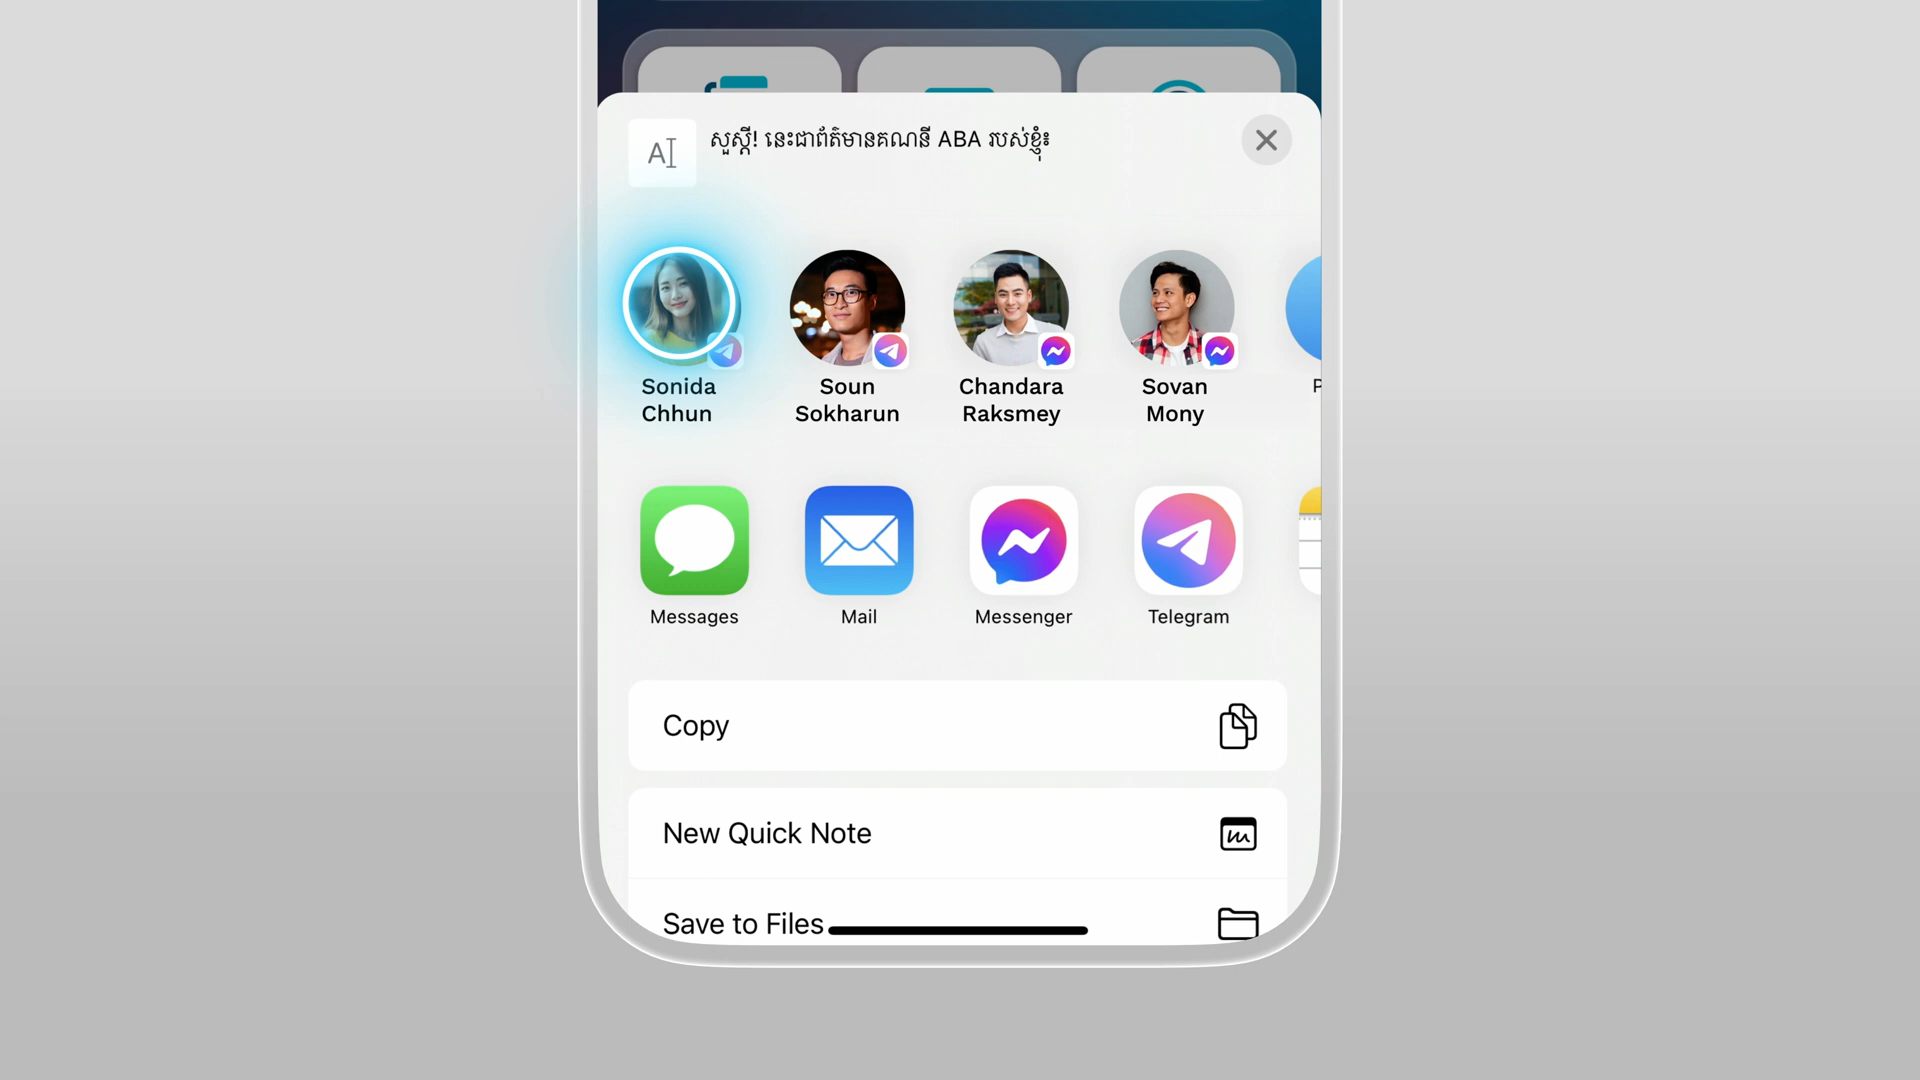 សួស្តី! នេះជាព័ត៌មានគណនី ABA របស់ខ្ញុំ៖
Sonida
Chhun
Soun
Sokharun
Chandara
Raksmey
Sovan
Mony
P
Messages
Mail
Messenger
Telegram
Copy
New Quick Note
Save to Files